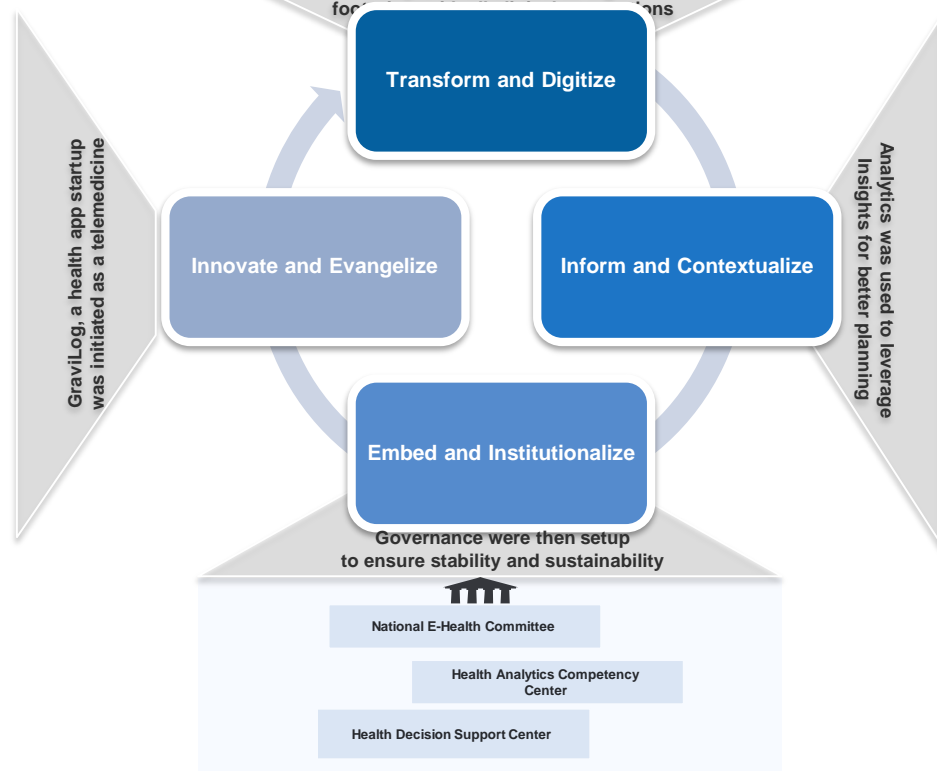 Transform and Digitize
GraviLog, a health app startup
was initiated as a telemedicine
Innovate and Evangelize
Inform and Contextualize
Analytics was used to leverage
Insights for better planning
Embed and Institutionalize
Governance were then setup
to ensure stability and sustainability
National E-Health Committee
Health Analytics Competency
Center
Health Decision Support Center